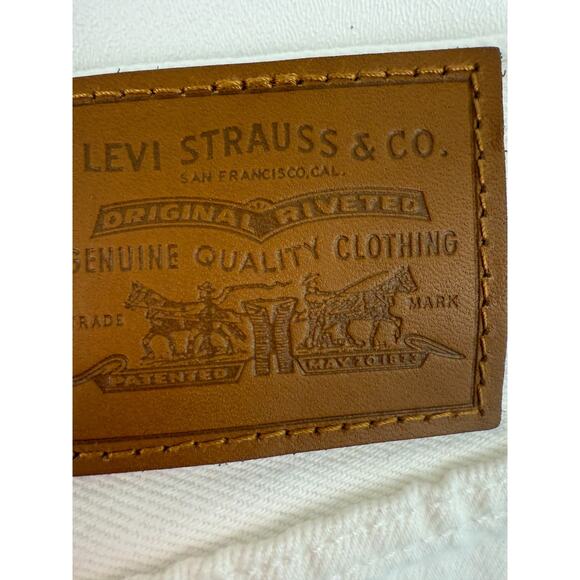 LEVI STRAUSS & CO.
SAN FRANCISCO, CAL.
ORIGINAL RIVETED
GENUINE QUALITY CLOTHING
TRADE MARK
PATENTED MAY 20 1873